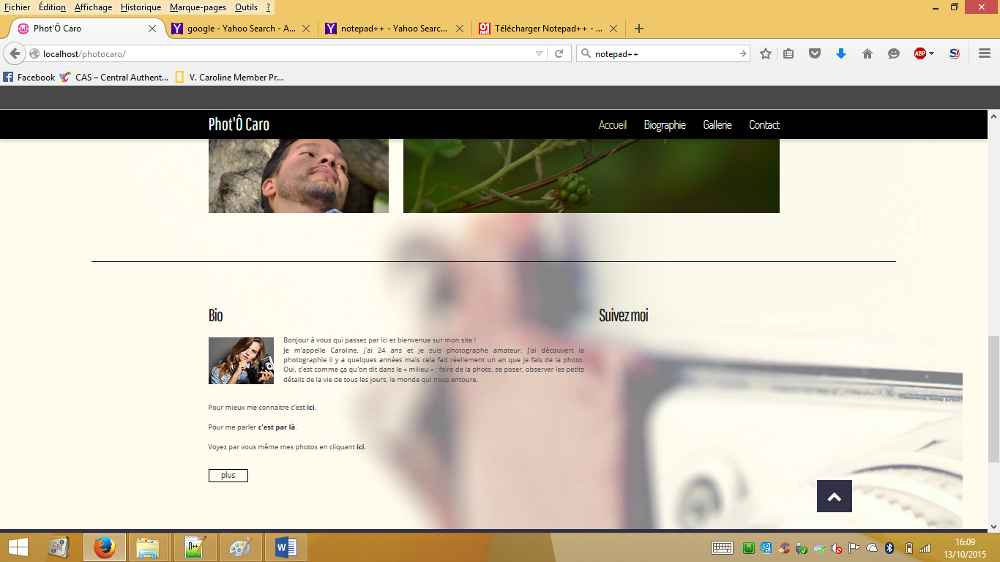 Fichier Édition Affichage Historique Marque-pages Outils ?
Phot'Ô Caro google - Yahoo Search - A... notepad++ - Yahoo Searc... Télécharger Notepad++ - ...
localhost/photocaro/ notepad++ ABP
Facebook CAS – Central Authent... V. Caroline Member Pr...
Phot'Ô Caro Accueil Biographie Gallerie Contact
Bio Suivez moi
Bonjour à vous qui passez par ici et bienvenue sur mon site !
Je m'appelle Caroline, j'ai 24 ans et je suis photographe amateur. J'ai découvert la
photographie il y a quelques années mais cela fait réellement un an que je fais de la photo.
Oui, c'est comme ça qu'on dit dans le « milieu » : faire de la photo, se poser, observer les petits
détails de la vie de tous les jours, le monde qui nous entoure.
Pour mieux me connaitre c'est ici.
Pour me parler c'est par là.
Voyez par vous même mes photos en cliquant ici.
plus
16:09
13/10/2015